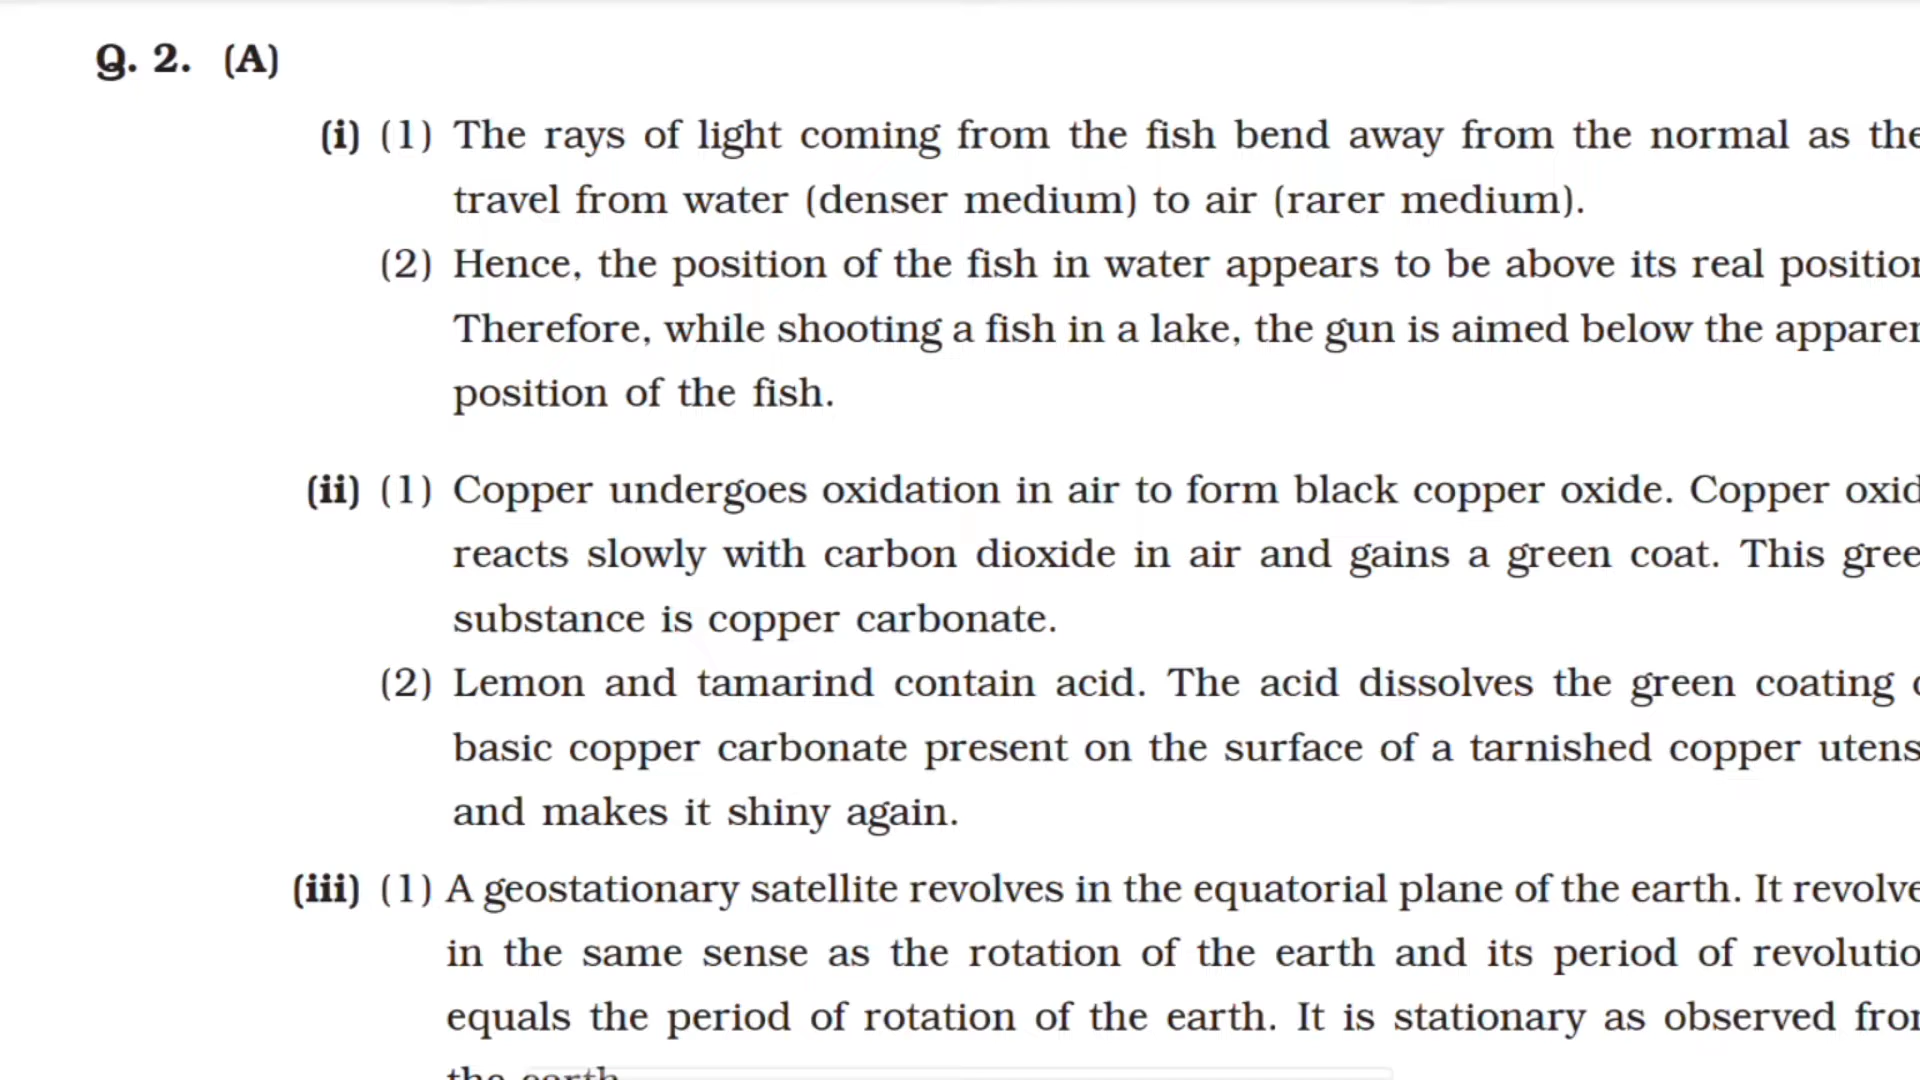 Q. 2. (A)
(i) (1) The rays of light coming from the fish bend away from the normal as the
travel from water (denser medium) to air (rarer medium).
(2) Hence, the position of the fish in water appears to be above its real
Therefore, while shooting a fish in a lake, the gun is aimed below the
position of the fish.
(ii) (1) Copper undergoes oxidation in air to form black copper oxide. Copper
reacts slowly with carbon dioxide in air and gains a green coat. This
substance is copper carbonate.
(2) Lemon and tamarind contain acid. The acid dissolves the green coating
basic copper carbonate present on the surface of a tarnished copper
and makes it shiny again.
(iii) (1) A geostationary satellite revolves in the equatorial plane of the earth. It
in the same sense as the rotation of the earth and its period of
equals the period of rotation of the earth. It is stationary as observed
the earth